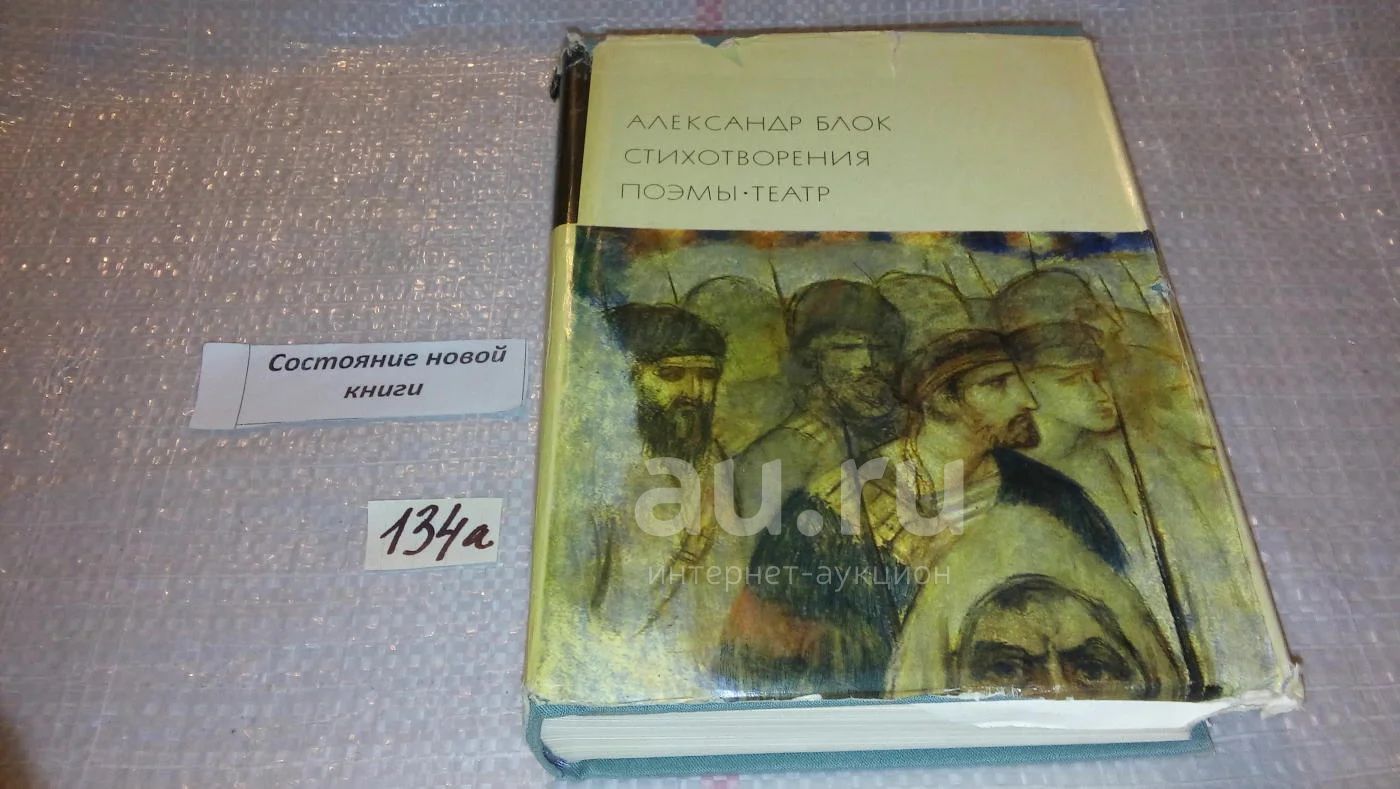 АЛЕКСАНДР БЛОК
СТИХОТВОРЕНИЯ
ПОЭМЫ·ТЕАТР
Состояние новой
книги
134а
au.ru
интернет-аукцион